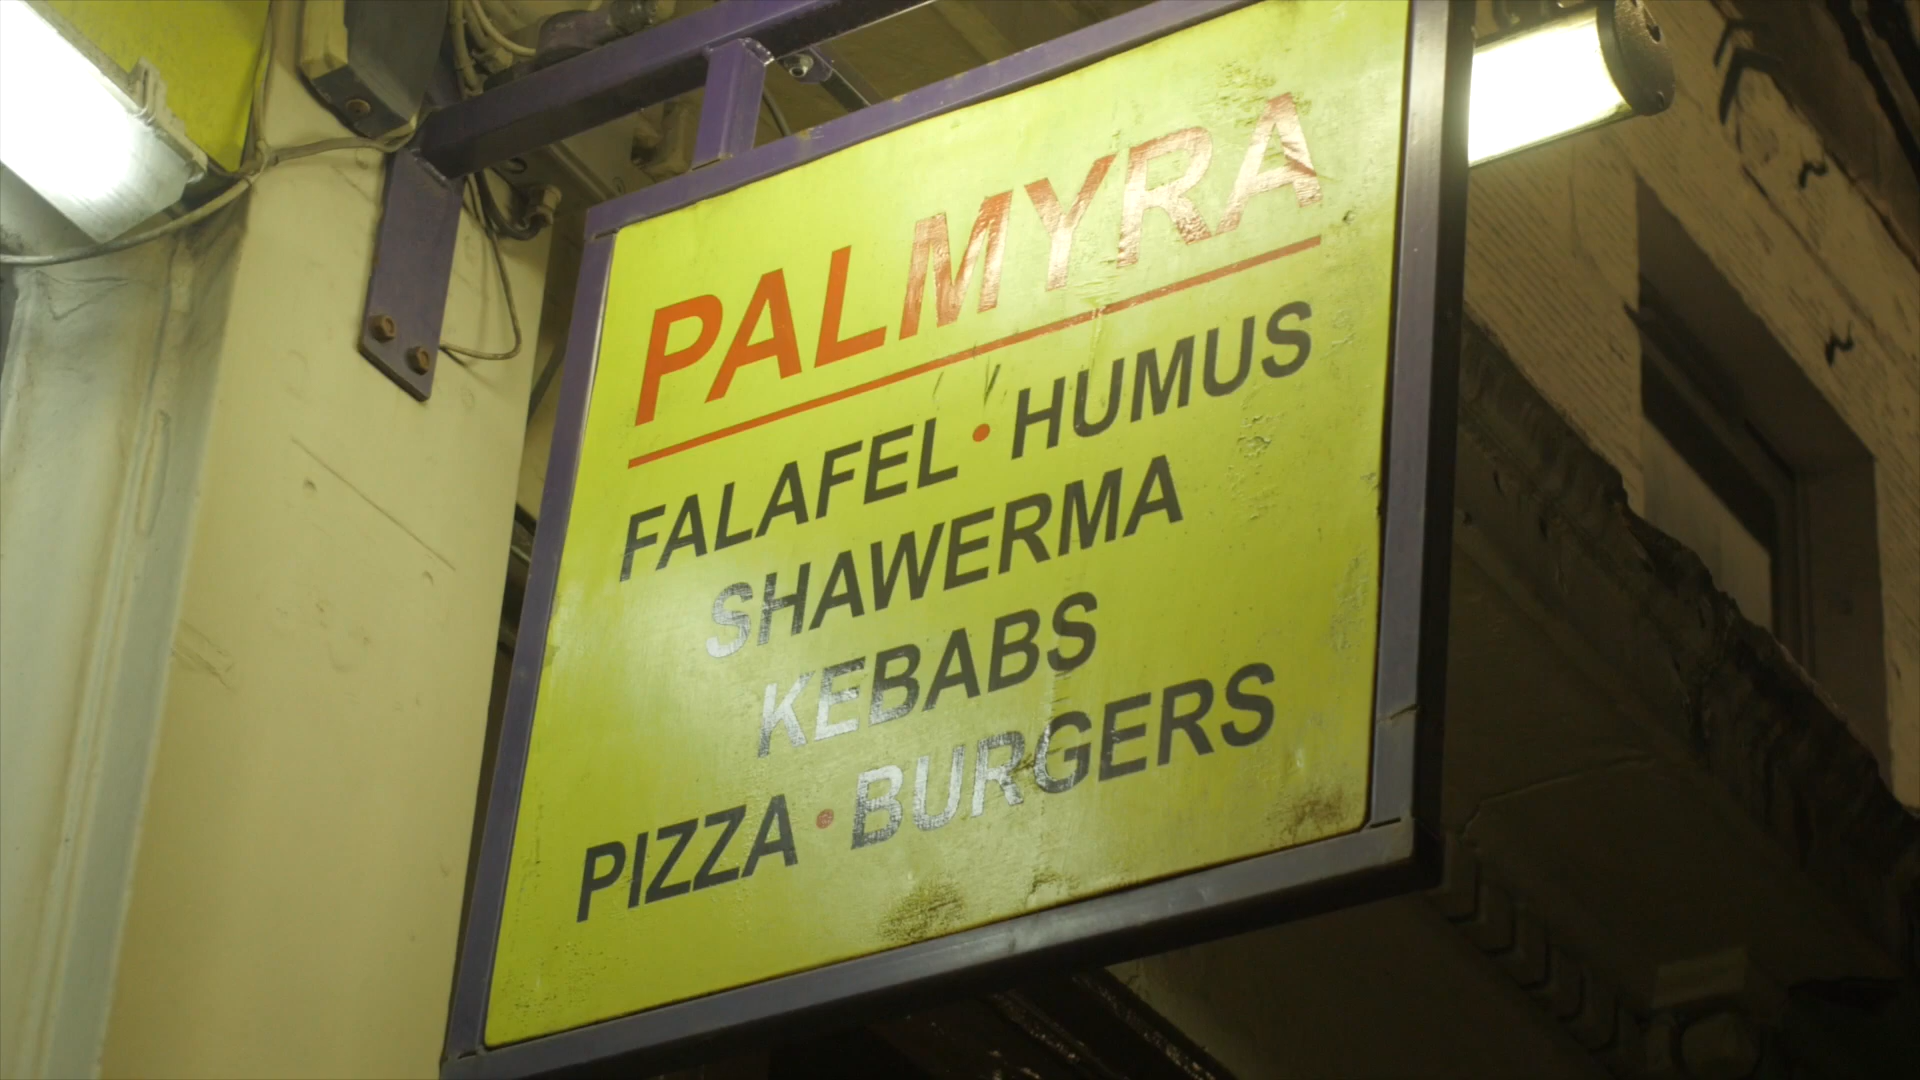 PALMYRA
FALAFEL • HUMUS
SHAWERMA
KEBABS
PIZZA • BURGERS